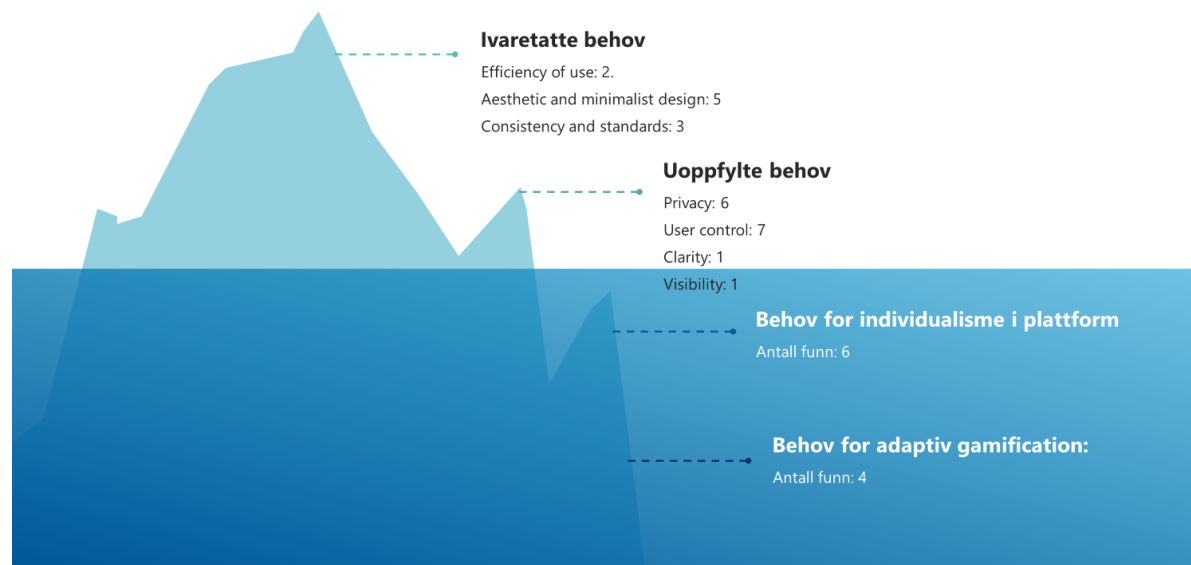 Ivaretatte behov
Efficiency of use: 2.
Aesthetic and minimalist design: 5
Consistency and standards: 3
Uoppfylte behov
Privacy: 6
User control: 7
Clarity: 1
Visibility: 1
Behov for individualisme i plattform
Antall funn: 6
Behov for adaptiv gamification:
Antall funn: 4